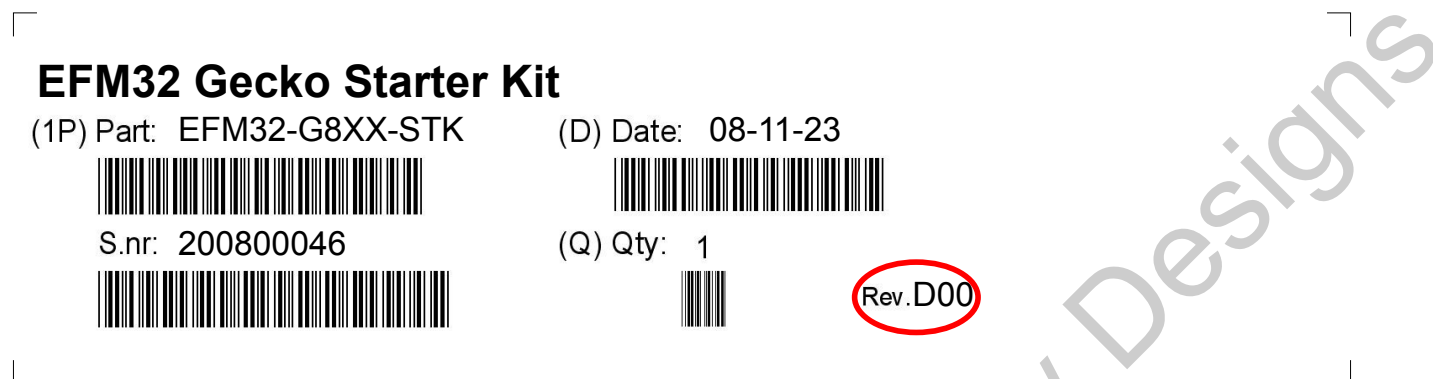 EFM32 Gecko Starter Kit
(1P) Part: EFM32-G8XX-STK
(D) Date: 08-11-23
S.nr: 200800046
(Q) Qty: 1
Rev.D00
Designs